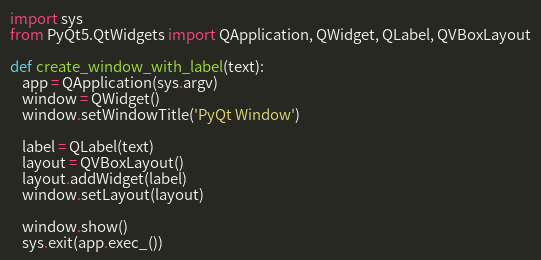 import sys
from PyQt5.QtWidgets import QApplication, QWidget, QLabel, QVBoxLayout

def create_window_with_label(text):
    app = QApplication(sys.argv)
    window = QWidget()
    window.setWindowTitle('PyQt Window')

    label = QLabel(text)
    layout = QVBoxLayout()
    layout.addWidget(label)
    window.setLayout(layout)

    window.show()
    sys.exit(app.exec_())